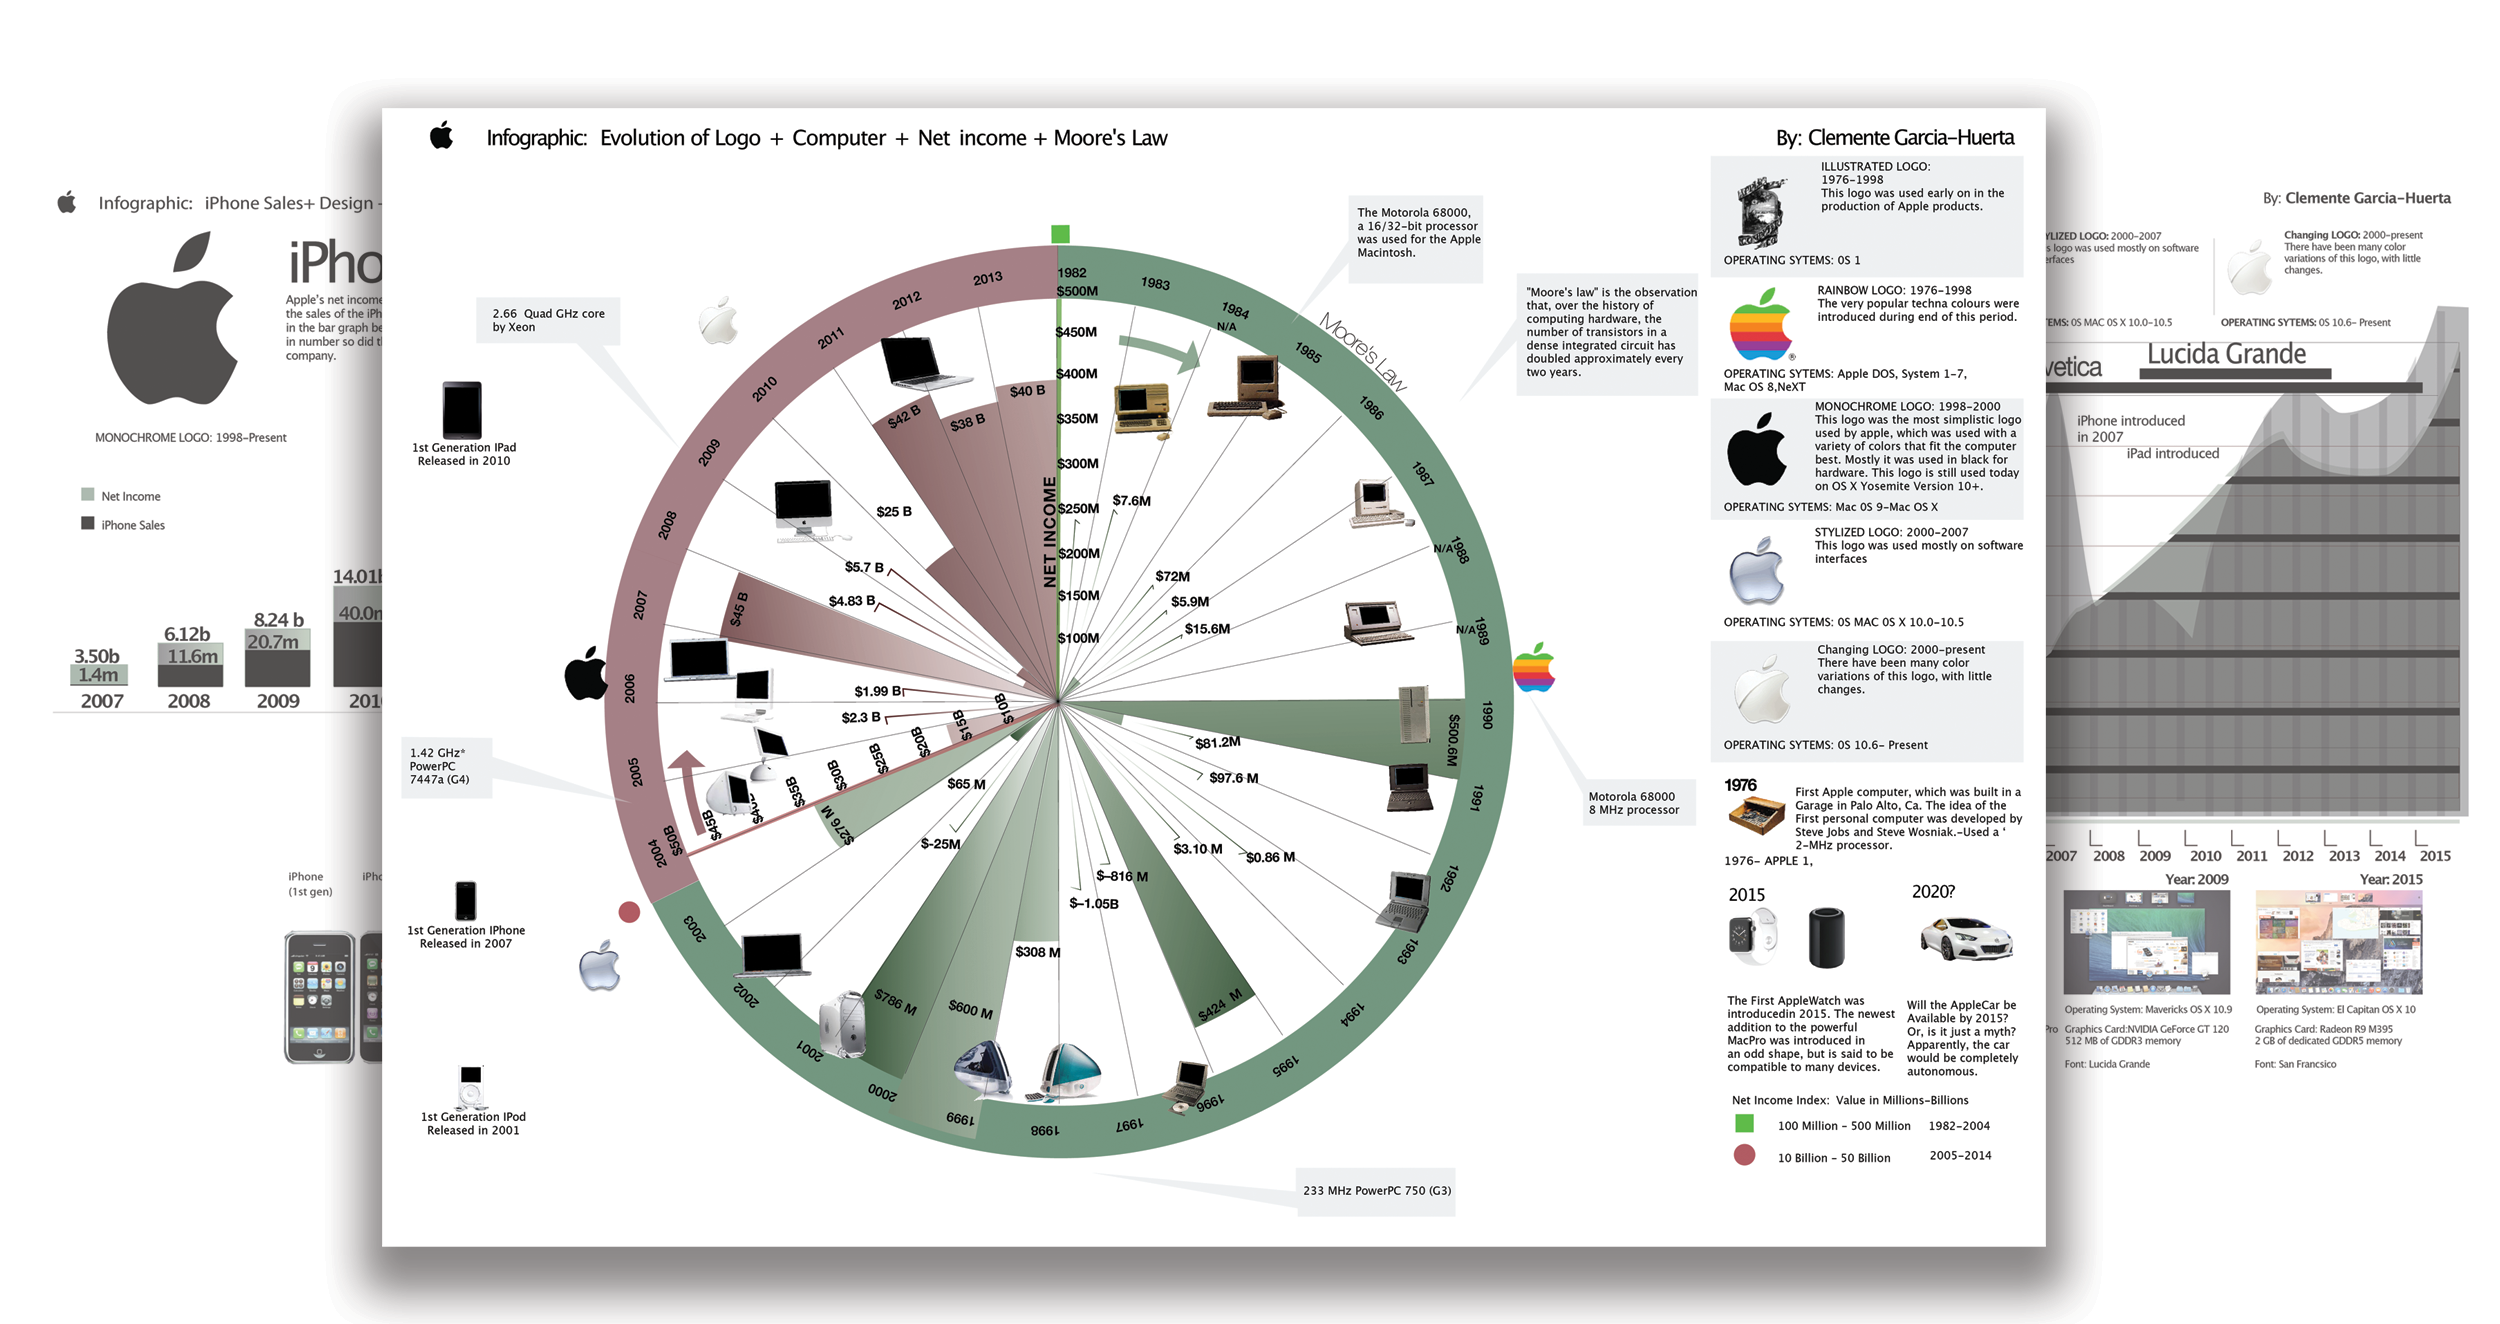 Infographic: Evolution of Logo + Computer + Net income + Moore's Law
By: Clemente Garcia-Huerta
Infographic: iPhone Sales+ Design -
iPho
Apple's net income
the sales of the iPh
in the bar graph be
in number so did th
company.
MONOCHROME LOGO: 1998-Present
Net Income
iPhone Sales
3.50b
1.4m
2007
6.12b
11.6m
2008
8.24 b
20.7m
2009
14.01b
40.0m
201
iPhone
(1st gen)
iPho
1st Generation IPad
Released in 2010
1st Generation IPhone
Released in 2007
1st Generation IPod
Released in 2001
2.66 Quad GHz core
by Xeon
1.42 GHz*
PowerPC
7447a (G4)
The Motorola 68000,
a 16/32-bit processor
was used for the Apple
Macintosh.
"Moore's law" is the observation
that, over the history of
computing hardware, the
number of transistors in a
dense integrated circuit has
doubled approximately every
two years.
Motorola 68000
8 MHz processor
233 MHz PowerPC 750 (G3)
Moore's Law
1982
1983
1984
1985
1986
1987
1988
1989
1990
1991
1992
1993
1994
1995
1996
1997
1998
1999
2000
2001
2002
2003
2004
2005
2006
2007
2008
2009
2010
2011
2012
2013
NET INCOME
$500M
$450M
$400M
$350M
$300M
$250M
$200M
$150M
$100M
N/A
N/A
N/A
$7.6M
$72M
$5.9M
$15.6M
$500.6M
$81.2M
$97.6 M
$0.86 M
$3.10 M
$424 M
$-816 M
$-1.05B
$308 M
$600 M
$786 M
$-25M
$65 M
$276 M
$10B
$15B
$20B
$25B
$30B
$35B
$45B
$50B
$2.3 B
$1.99 B
$45 B
$4.83 B
$5.7 B
$25 B
$42 B
$38 B
$40 B
ILLUSTRATED LOGO:
1976-1998
This logo was used early on in the
production of Apple products.
OPERATING SYTEMS: 0S 1
RAINBOW LOGO: 1976-1998
The very popular techna colours were
introduced during end of this period.
OPERATING SYTEMS: Apple DOS, System 1-7,
Mac OS 8,NeXT
MONOCHROME LOGO: 1998-2000
This logo was the most simplistic logo
used by apple, which was used with a
variety of colors that fit the computer
best. Mostly it was used in black for
hardware. This logo is still used today
on OS X Yosemite Version 10+.
OPERATING SYTEMS: Mac 0S 9-Mac OS X
STYLIZED LOGO: 2000-2007
This logo was used mostly on software
interfaces
OPERATING SYTEMS: 0S MAC 0S X 10.0-10.5
Changing LOGO: 2000-present
There have been many color
variations of this logo, with little
changes.
OPERATING SYTEMS: 0S 10.6- Present
1976
First Apple computer, which was built in a
Garage in Palo Alto, Ca. The idea of the
First personal computer was developed by
Steve Jobs and Steve Wosniak.-Used a '
2-MHz processor.
1976- APPLE 1,
2015
2020?
The First AppleWatch was
introducedin 2015. The newest
addition to the powerful
MacPro was introduced in
an odd shape, but is said to be
compatible to many devices.
Will the AppleCar be
Available by 2015?
Or, is it just a myth?
Apparently, the car
would be completely
autonomous.
Net Income Index: Value in Millions-Billions
100 Million - 500 Million 1982-2004
10 Billion - 50 Billion 2005-2014
By: Clemente Garcia-Huerta
YLIZED LOGO: 2000-2007
s logo was used mostly on software
erfaces
TEMS: 0S MAC 0S X 10.0-10.5
Changing LOGO: 2000-present
There have been many color
variations of this logo, with little
changes.
OPERATING SYTEMS: 0S 10.6- Present
vetica
Lucida Grande
iPhone introduced
in 2007
iPad introduced
2007 2008 2009 2010 2011 2012 2013 2014 2015
Year: 2009
Year: 2015
Operating System: Mavericks OS X 10.9
Pro
Graphics Card:NVIDIA GeForce GT 120
512 MB of GDDR3 memory
Font: Lucida Grande
Operating System: El Capitan OS X 10
Graphics Card: Radeon R9 M395
2 GB of dedicated GDDR5 memory
Font: San Francsico